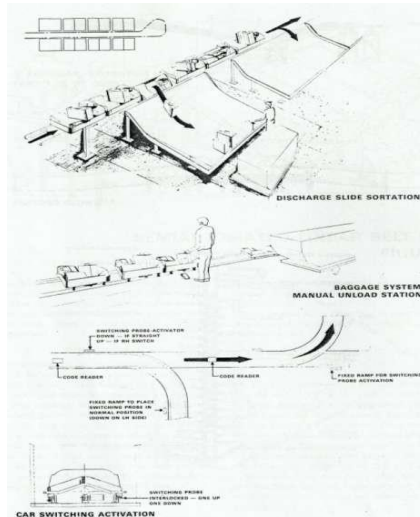 DISCHARGE SLIDE SORTATION
BAGGAGE SYSTEM
MANUAL UNLOAD STATION
SWITCHING PROBE-ACTIVATOR
DOWN — IF STRAIGHT
UP — IF RH SWITCH
CODE READER
CODE READER
FIXED RAMP FOR SWITCHING
PROBE ACTIVATION
FIXED RAMP TO PLACE
SWITCHING PROBE IN
NORMAL POSITION
(DOWN ON LH SIDE)
SWITCHING PROBE
INTERLOCKED — ONE UP
ONE DOWN
CAR SWITCHING ACTIVATION